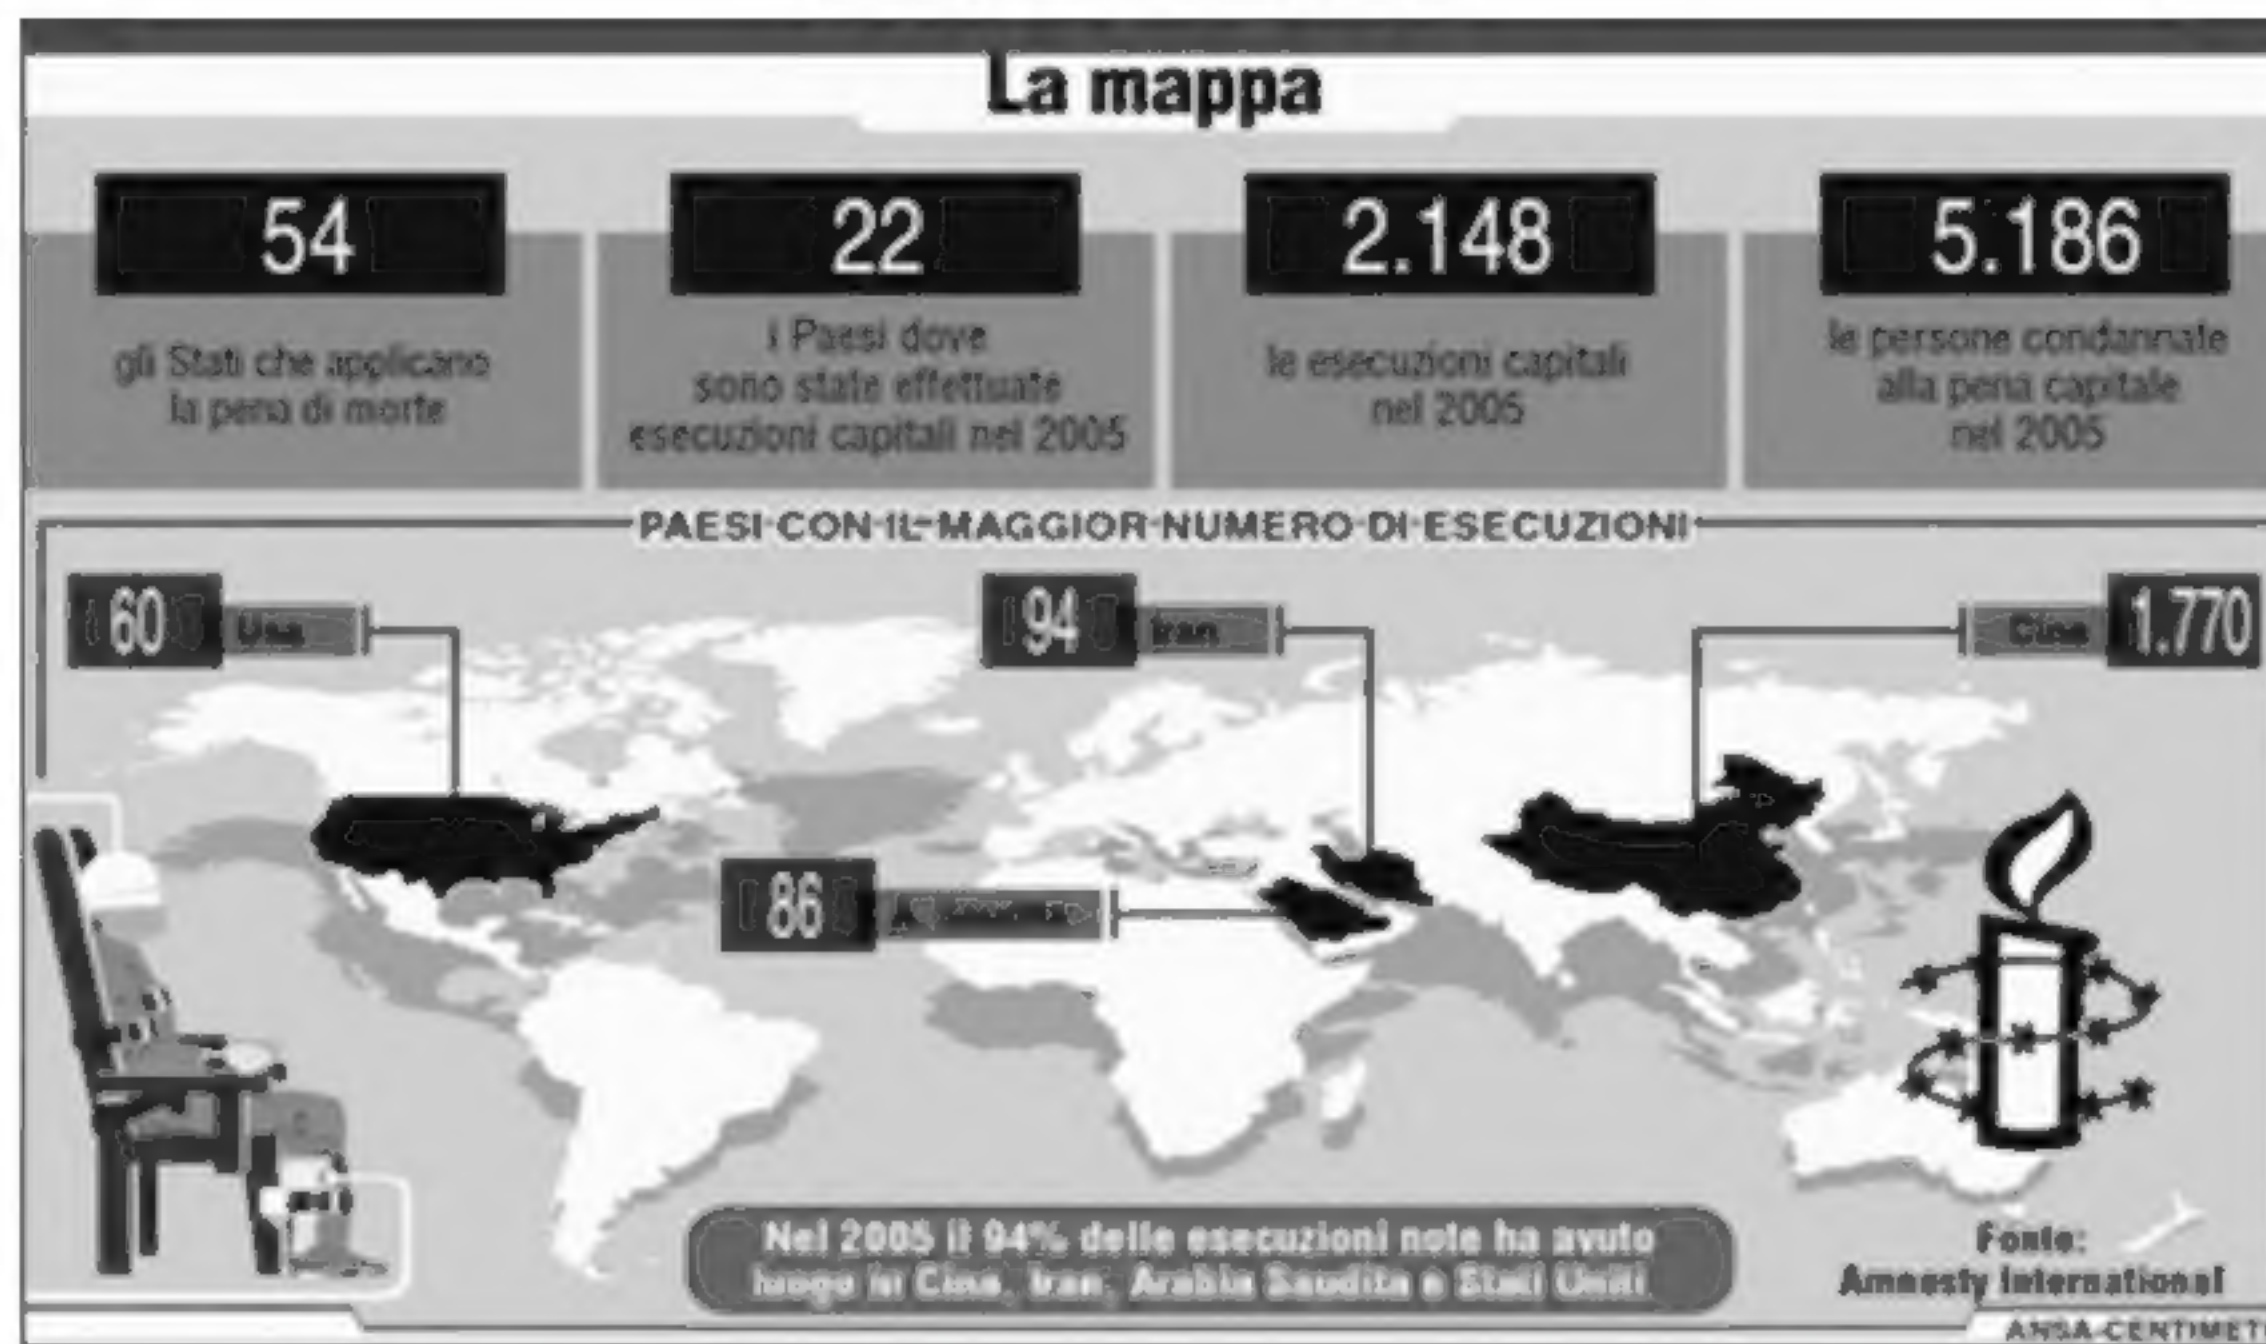 La mappa
54
gli Stati che applicano
la pena di morte
22
i Paesi dove
sono state effettuate
esecuzioni capitali nel 2005
2.148
le esecuzioni capitali
nel 2005
5.186
le persone condannate
alla pena capitale
nel 2005
PAESI CON IL MAGGIOR NUMERO DI ESECUZIONI
60 Usa
94 Iran
Cina 1.770
86
Nel 2005 il 94% delle esecuzioni note ha avuto
luogo in Cina, Iran, Arabia Saudita e Stati Uniti
Fonte:
Amnesty International
ANSA-CENTIMET